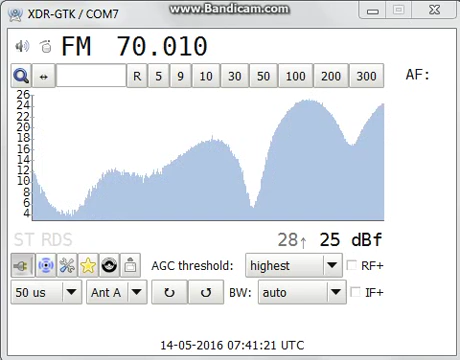 www.Bandicam.com
XDR-GTK / COM7
FM 70.010
R 5 9 10 30 50 100 200 300 AF:
26
24
22
20
18
16
14
12
10
8
6
4
ST RDS 28↑ 25 dBf
AGC threshold: highest RF+
50 us Ant A BW: auto IF+
14-05-2016 07:41:21 UTC